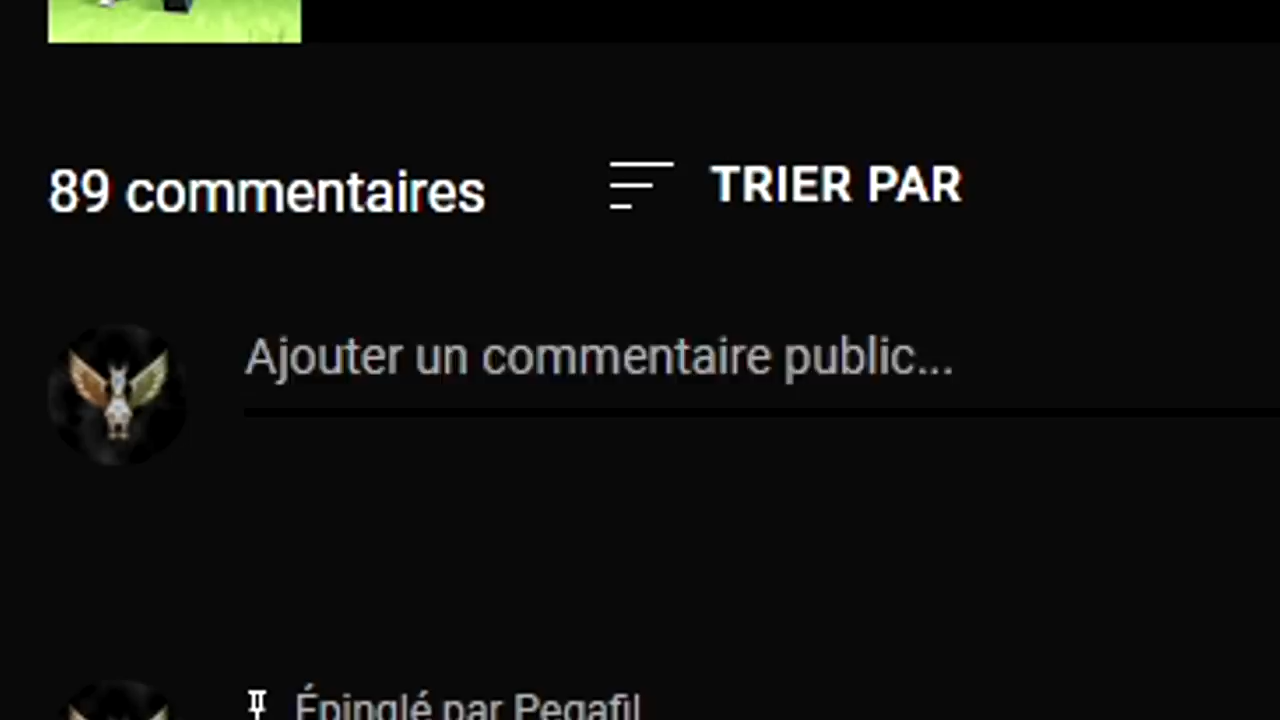 89 commentaires
TRIER PAR
Ajouter un commentaire public...
Épinglé par Pegafil